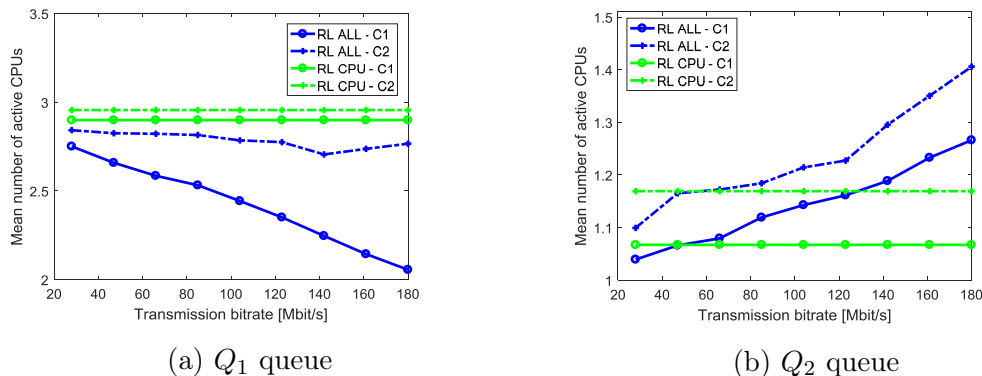 3.5
3
2.5
2
Mean number of active CPUs
RL ALL - C1
RL ALL - C2
RL CPU - C1
RL CPU - C2
20 40 60 80 100 120 140 160 180
Transmission bitrate [Mbit/s]
(a) Q1 queue
1.5
1.4
1.3
1.2
1.1
1
Mean number of active CPUs
RL ALL - C1
RL ALL - C2
RL CPU - C1
RL CPU - C2
20 40 60 80 100 120 140 160 180
Transmission bitrate [Mbit/s]
(b) Q2 queue